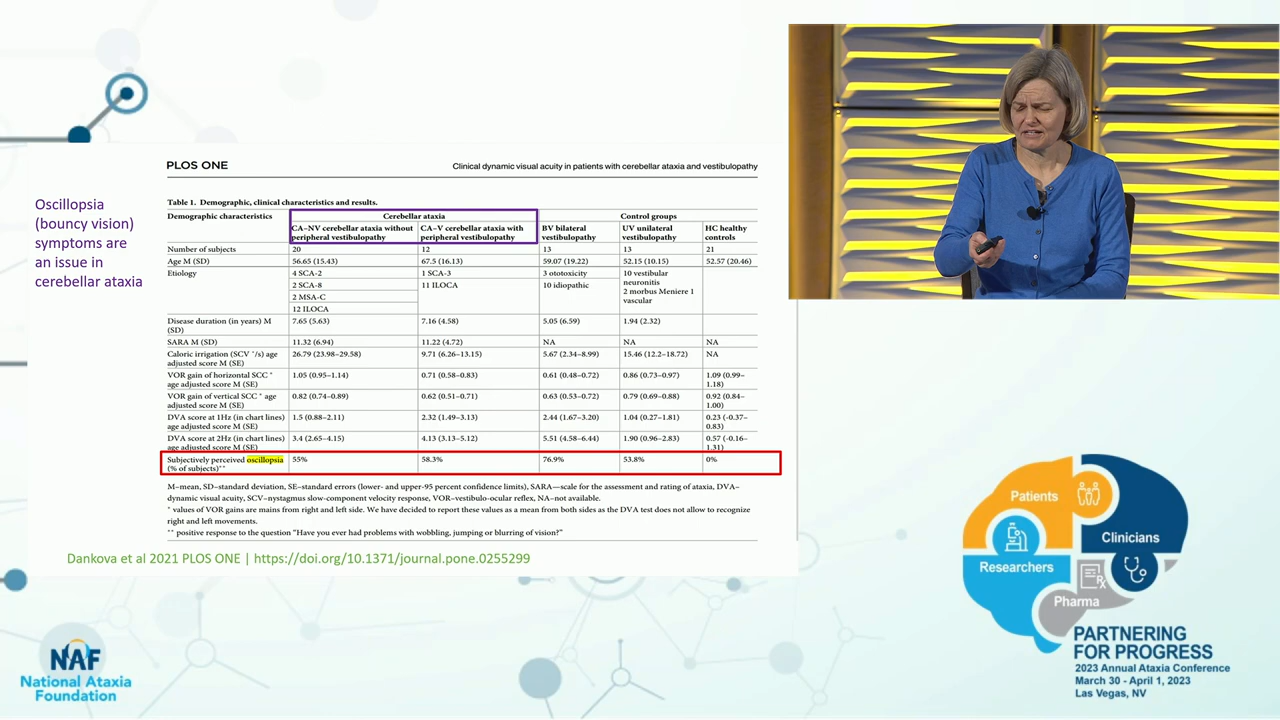 Oscillopsia
(bouncy vision)
symptoms are
an issue in
cerebellar ataxia
PLOS ONE
Clinical dynamic visual acuity in patients with cerebellar ataxia and vestibulopathy
Table 1. Demographic, clinical characteristics and results.
Demographic characteristics Cerebellar ataxia Control groups
CA–NV cerebellar ataxia without peripheral vestibulopathy CA–V cerebellar ataxia with peripheral vestibulopathy BV bilateral vestibulopathy UV unilateral vestibulopathy HC healthy controls
Number of subjects 20 12 13 13 21
Age M (SD) 56.65 (15.43) 67.5 (16.13) 59.07 (19.22) 52.15 (10.15) 52.57 (20.46)
Etiology 4 SCA-2 1 SCA-3 3 ototoxicity 10 vestibular neuronitis
2 SCA-8 11 ILOCA 10 idiopathic 2 morbus Meniere 1 vascular
2 MSA-C
12 ILOCA
Disease duration (in years) M (SD) 7.65 (5.63) 7.16 (4.58) 5.05 (6.59) 1.94 (2.32)
SARA M (SD) 11.32 (6.94) 11.22 (4.72) NA NA NA
Caloric irrigation (SCV °/s) age adjusted score M (SE) 26.79 (23.98–29.58) 9.71 (6.26–13.15) 5.67 (2.34–8.99) 15.46 (12.2–18.72) NA
VOR gain of horizontal SCC * age adjusted score M (SE) 1.05 (0.95–1.14) 0.71 (0.58–0.83) 0.61 (0.48–0.72) 0.86 (0.73–0.97) 1.09 (0.99–1.18)
VOR gain of vertical SCC * age adjusted score M (SE) 0.82 (0.74–0.89) 0.62 (0.51–0.71) 0.63 (0.53–0.72) 0.79 (0.69–0.88) 0.92 (0.84–1.00)
DVA score at 1Hz (in chart lines) age adjusted score M (SE) 1.5 (0.88–2.11) 2.32 (1.49–3.13) 2.44 (1.67–3.20) 1.04 (0.27–1.81) 0.23 (-0.37–0.83)
DVA score at 2Hz (in chart lines) age adjusted score M (SE) 3.4 (2.65–4.15) 4.13 (3.13–5.12) 5.51 (4.58–6.44) 1.90 (0.96–2.83) 0.57 (-0.16–1.31)
Subjectively perceived oscillopsia (% of subjects)** 55% 58.3% 76.9% 53.8% 0%
M–mean, SD–standard deviation, SE–standard errors (lower- and upper-95 percent confidence limits), SARA—scale for the assessment and rating of ataxia, DVA–
dynamic visual acuity, SCV–nystagmus slow-component velocity response, VOR–vestibulo-ocular reflex, NA–not available.
* values of VOR gains are mains from right and left side. We have decided to report these values as a mean from both sides as the DVA test does not allow to recognize
right and left movements.
** positive response to the question “Have you ever had problems with wobbling, jumping or blurring of vision?”
Dankova et al 2021 PLOS ONE | https://doi.org/10.1371/journal.pone.0255299
NAF
National Ataxia
Foundation
Patients
Clinicians
Researchers
Pharma
PARTNERING
FOR PROGRESS
2023 Annual Ataxia Conference
March 30 - April 1, 2023
Las Vegas, NV